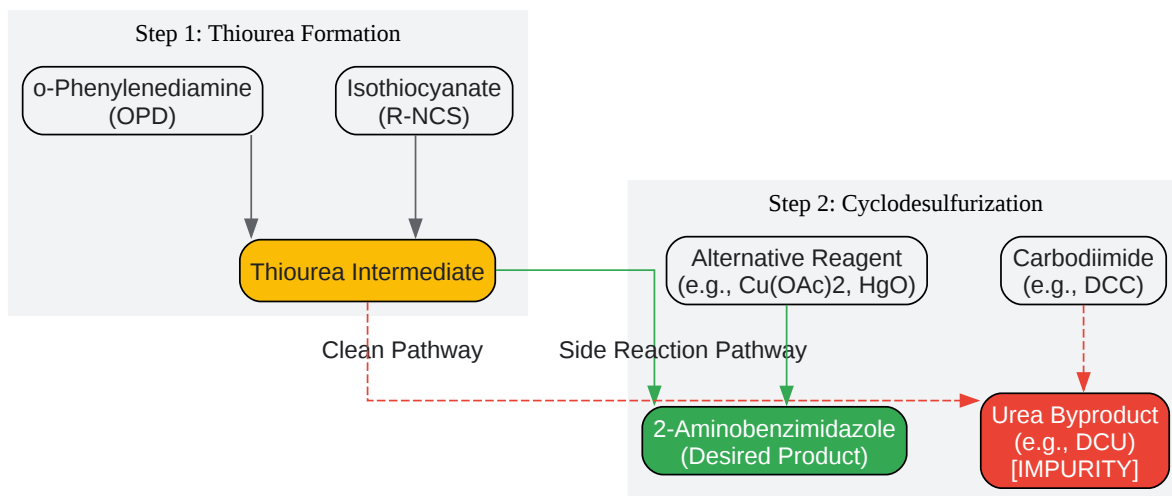 Step 1: Thiourea Formation
o-Phenylenediamine
(OPD)
Isothiocyanate
(R-NCS)
Thiourea Intermediate
Step 2: Cyclodesulfurization
Alternative Reagent
(e.g., Cu(OAc)2, HgO)
Carbodiimide
(e.g., DCC)
Clean Pathway
Side Reaction Pathway
2-Aminobenzimidazole
(Desired Product)
Urea Byproduct
(e.g., DCU)
[IMPURITY]